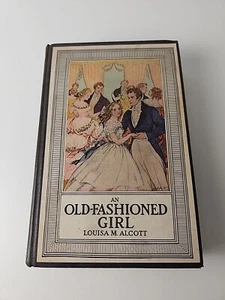 AN
OLD-FASHIONED
GIRL
LOUISA M. ALCOTT